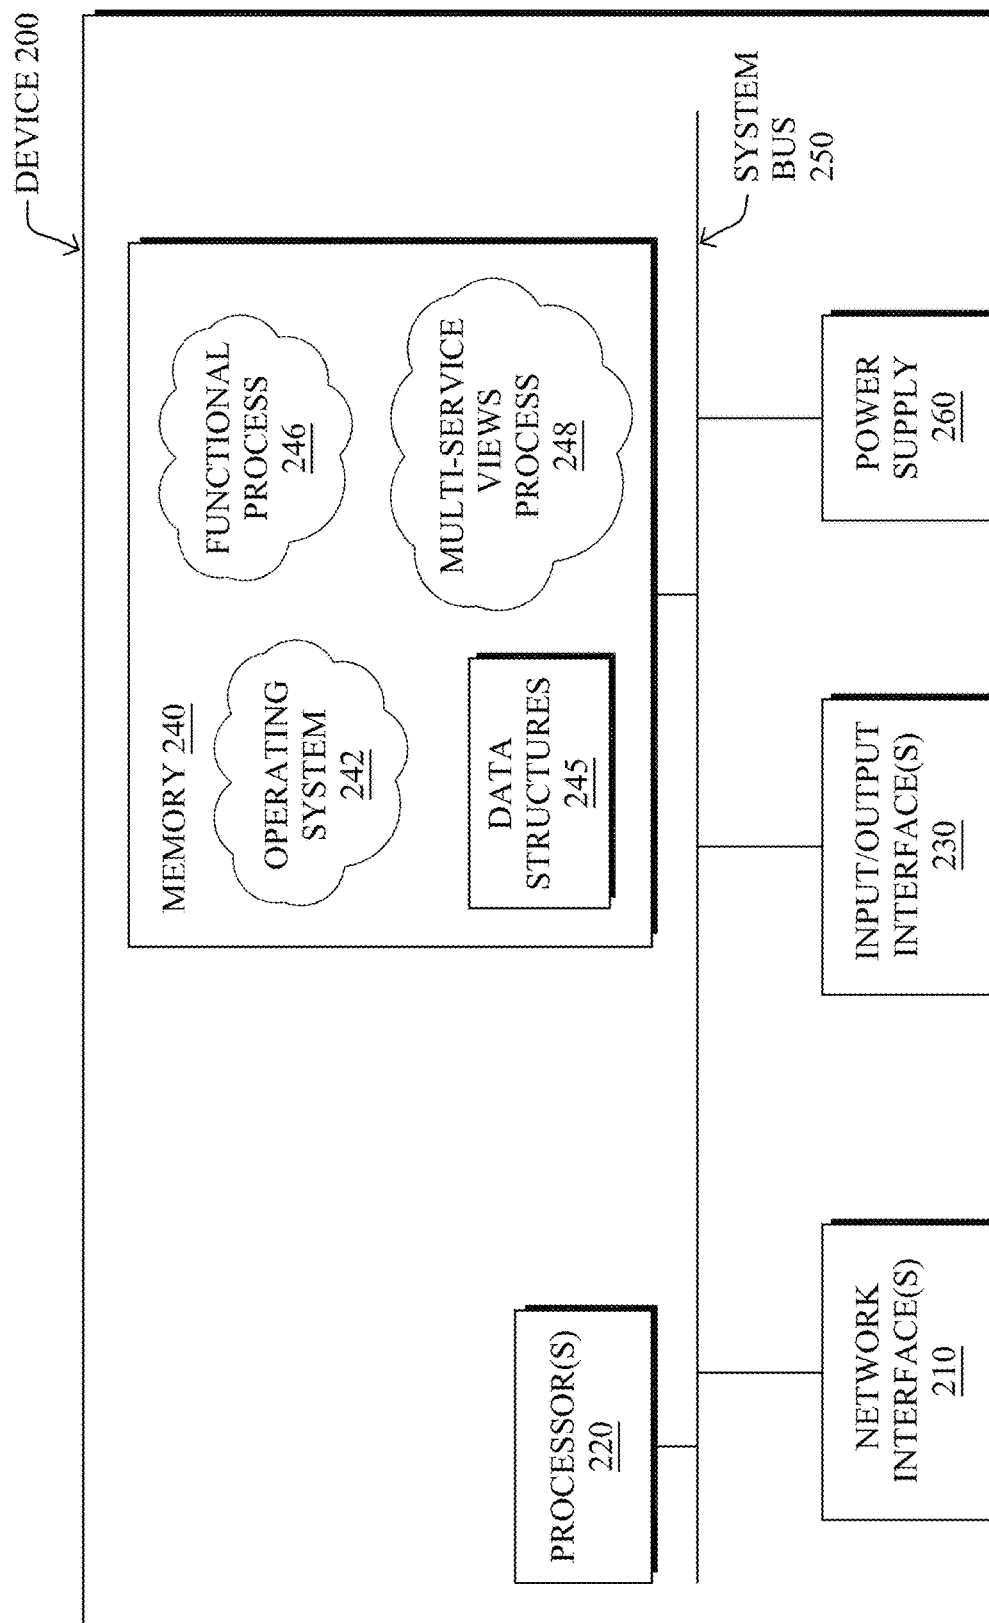 DEVICE 200
MEMORY 240
OPERATING
SYSTEM
242
FUNCTIONAL
PROCESS
246
DATA
STRUCTURES
245
MULTI-SERVICE
VIEWS
PROCESS
248
PROCESSOR(S)
220
SYSTEM
BUS
250
NETWORK
INTERFACE(S)
210
INPUT/OUTPUT
INTERFACE(S)
230
POWER
SUPPLY
260